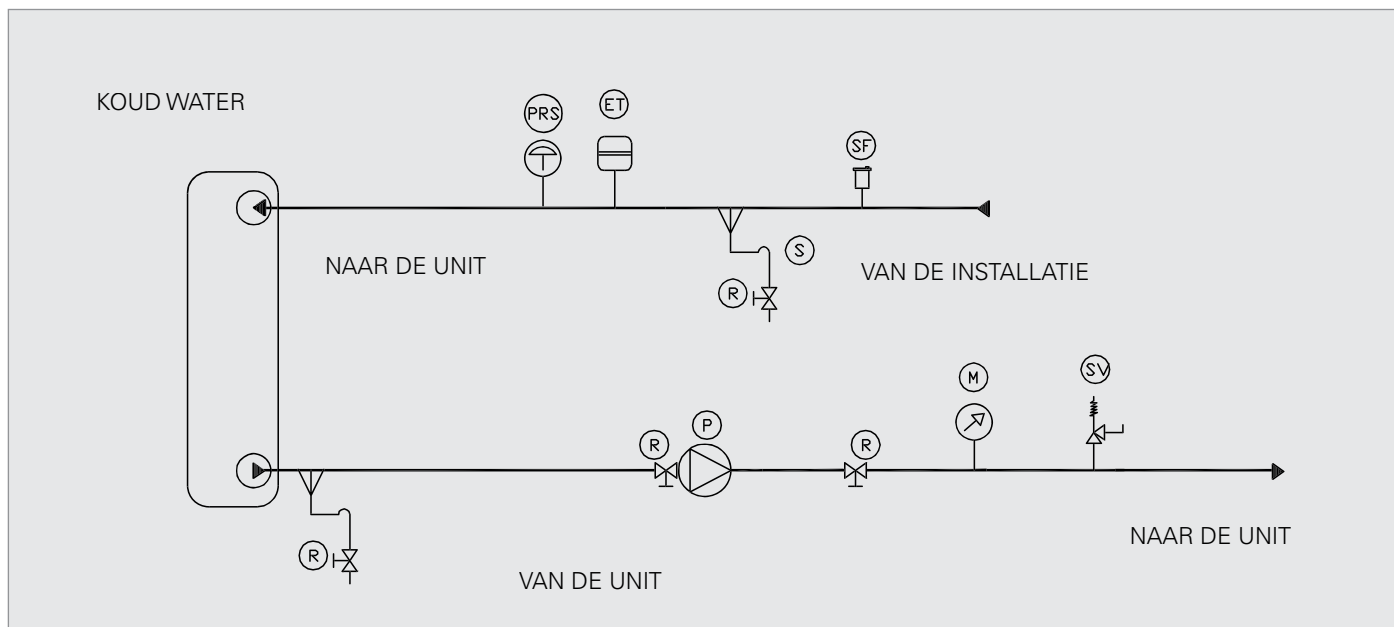 KOUD WATER
PRS
ET
SF
NAAR DE UNIT
S
VAN DE INSTALLATIE
R
M
SV
R
P
R
NAAR DE UNIT
R
VAN DE UNIT